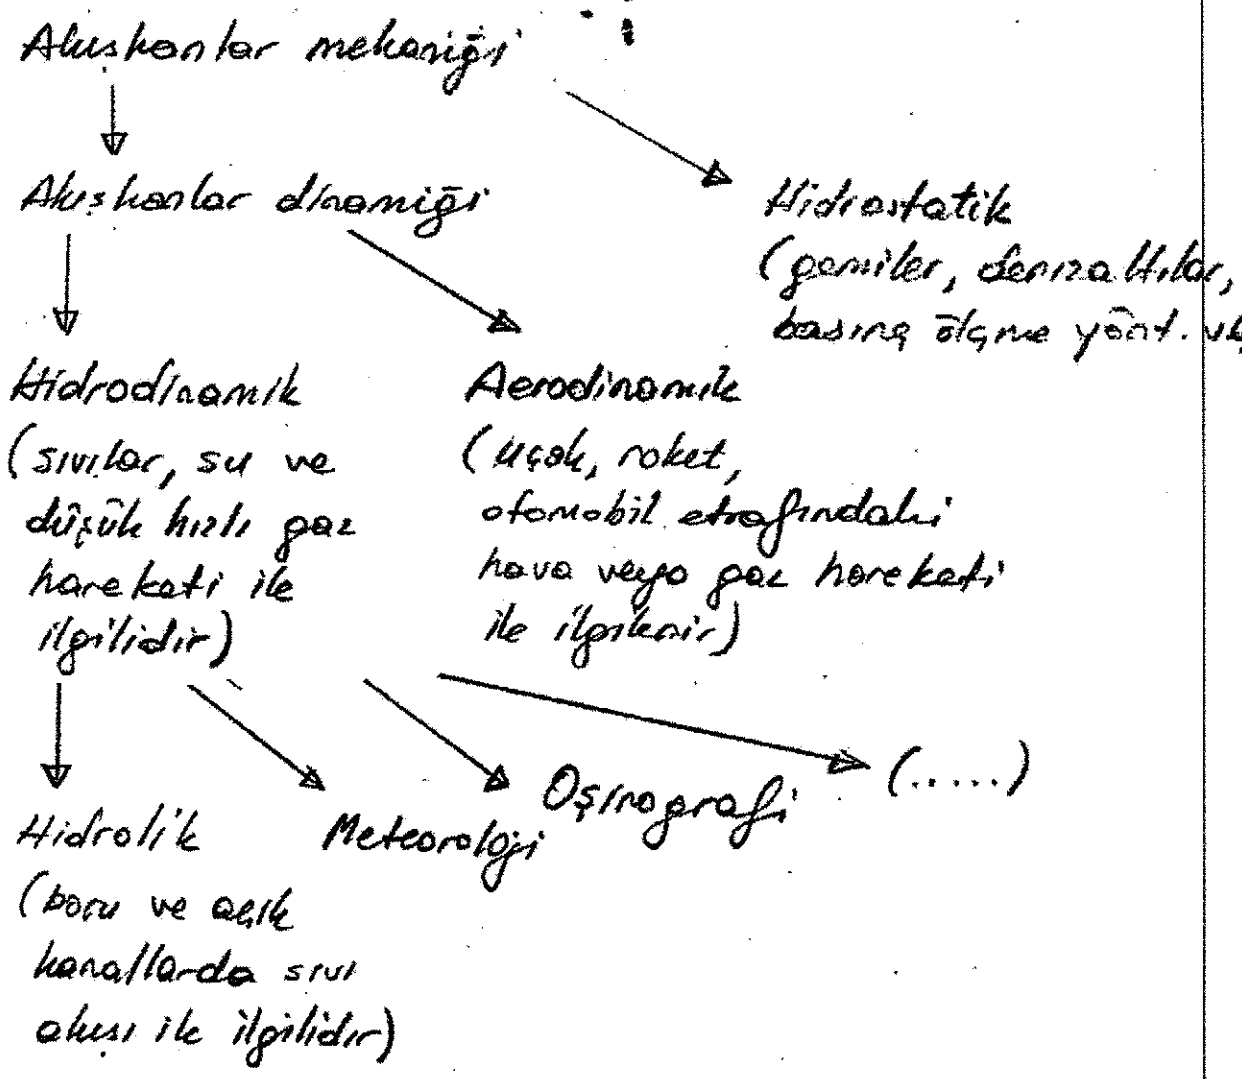 Akışkanlar mekaniği
Akışkanlar dinamiği
Hidrostatik
(gemiler, denizaltılar,
basınç ölçme yönt. vb
Hidrodinamik
(sıvılar, su ve
düşük hızlı gaz
hareketi ile
ilgilidir)
Aerodinamik
(uçak, roket,
otomobil etrafındaki
hava veya gaz hareketi
ile ilgilenir)
Hidrolik
(boru ve açık
kanallarda sıvı
akışı ile ilgilidir)
Meteoroloji
Oşinografi
(.....)